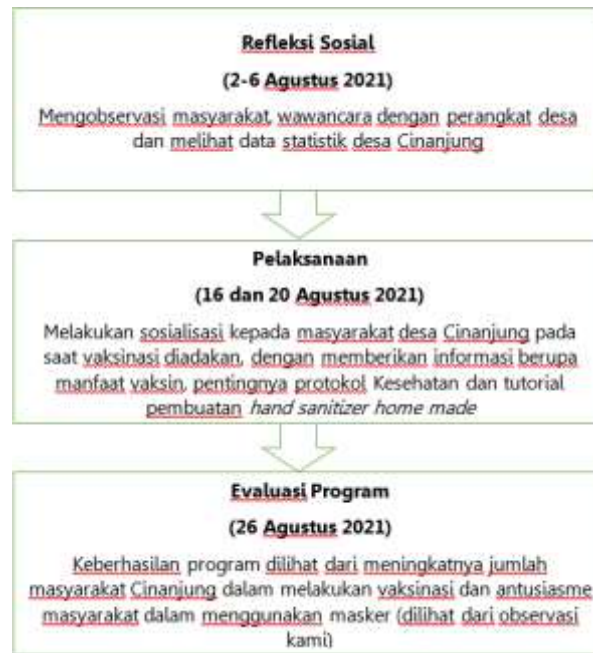 Refleksi Sosial
(2-6 Agustus 2021)
Mengobservasi masyarakat, wawancara dengan perangkat desa
dan melihat data statistik desa Cinanjung
Pelaksanaan
(16 dan 20 Agustus 2021)
Melakukan sosialisasi kepada masyarakat desa Cinanjung pada
saat vaksinasi diadakan, dengan memberikan informasi berupa
manfaat vaksin, pentingnya protokol Kesehatan dan tutorial
pembuatan hand sanitizer home made
Evaluasi Program
(26 Agustus 2021)
Keberhasilan program dilihat dari meningkatnya jumlah
masyarakat Cinanjung dalam melakukan vaksinasi dan antusiasme
masyarakat dalam menggunakan masker (dilihat dari observasi
kami)